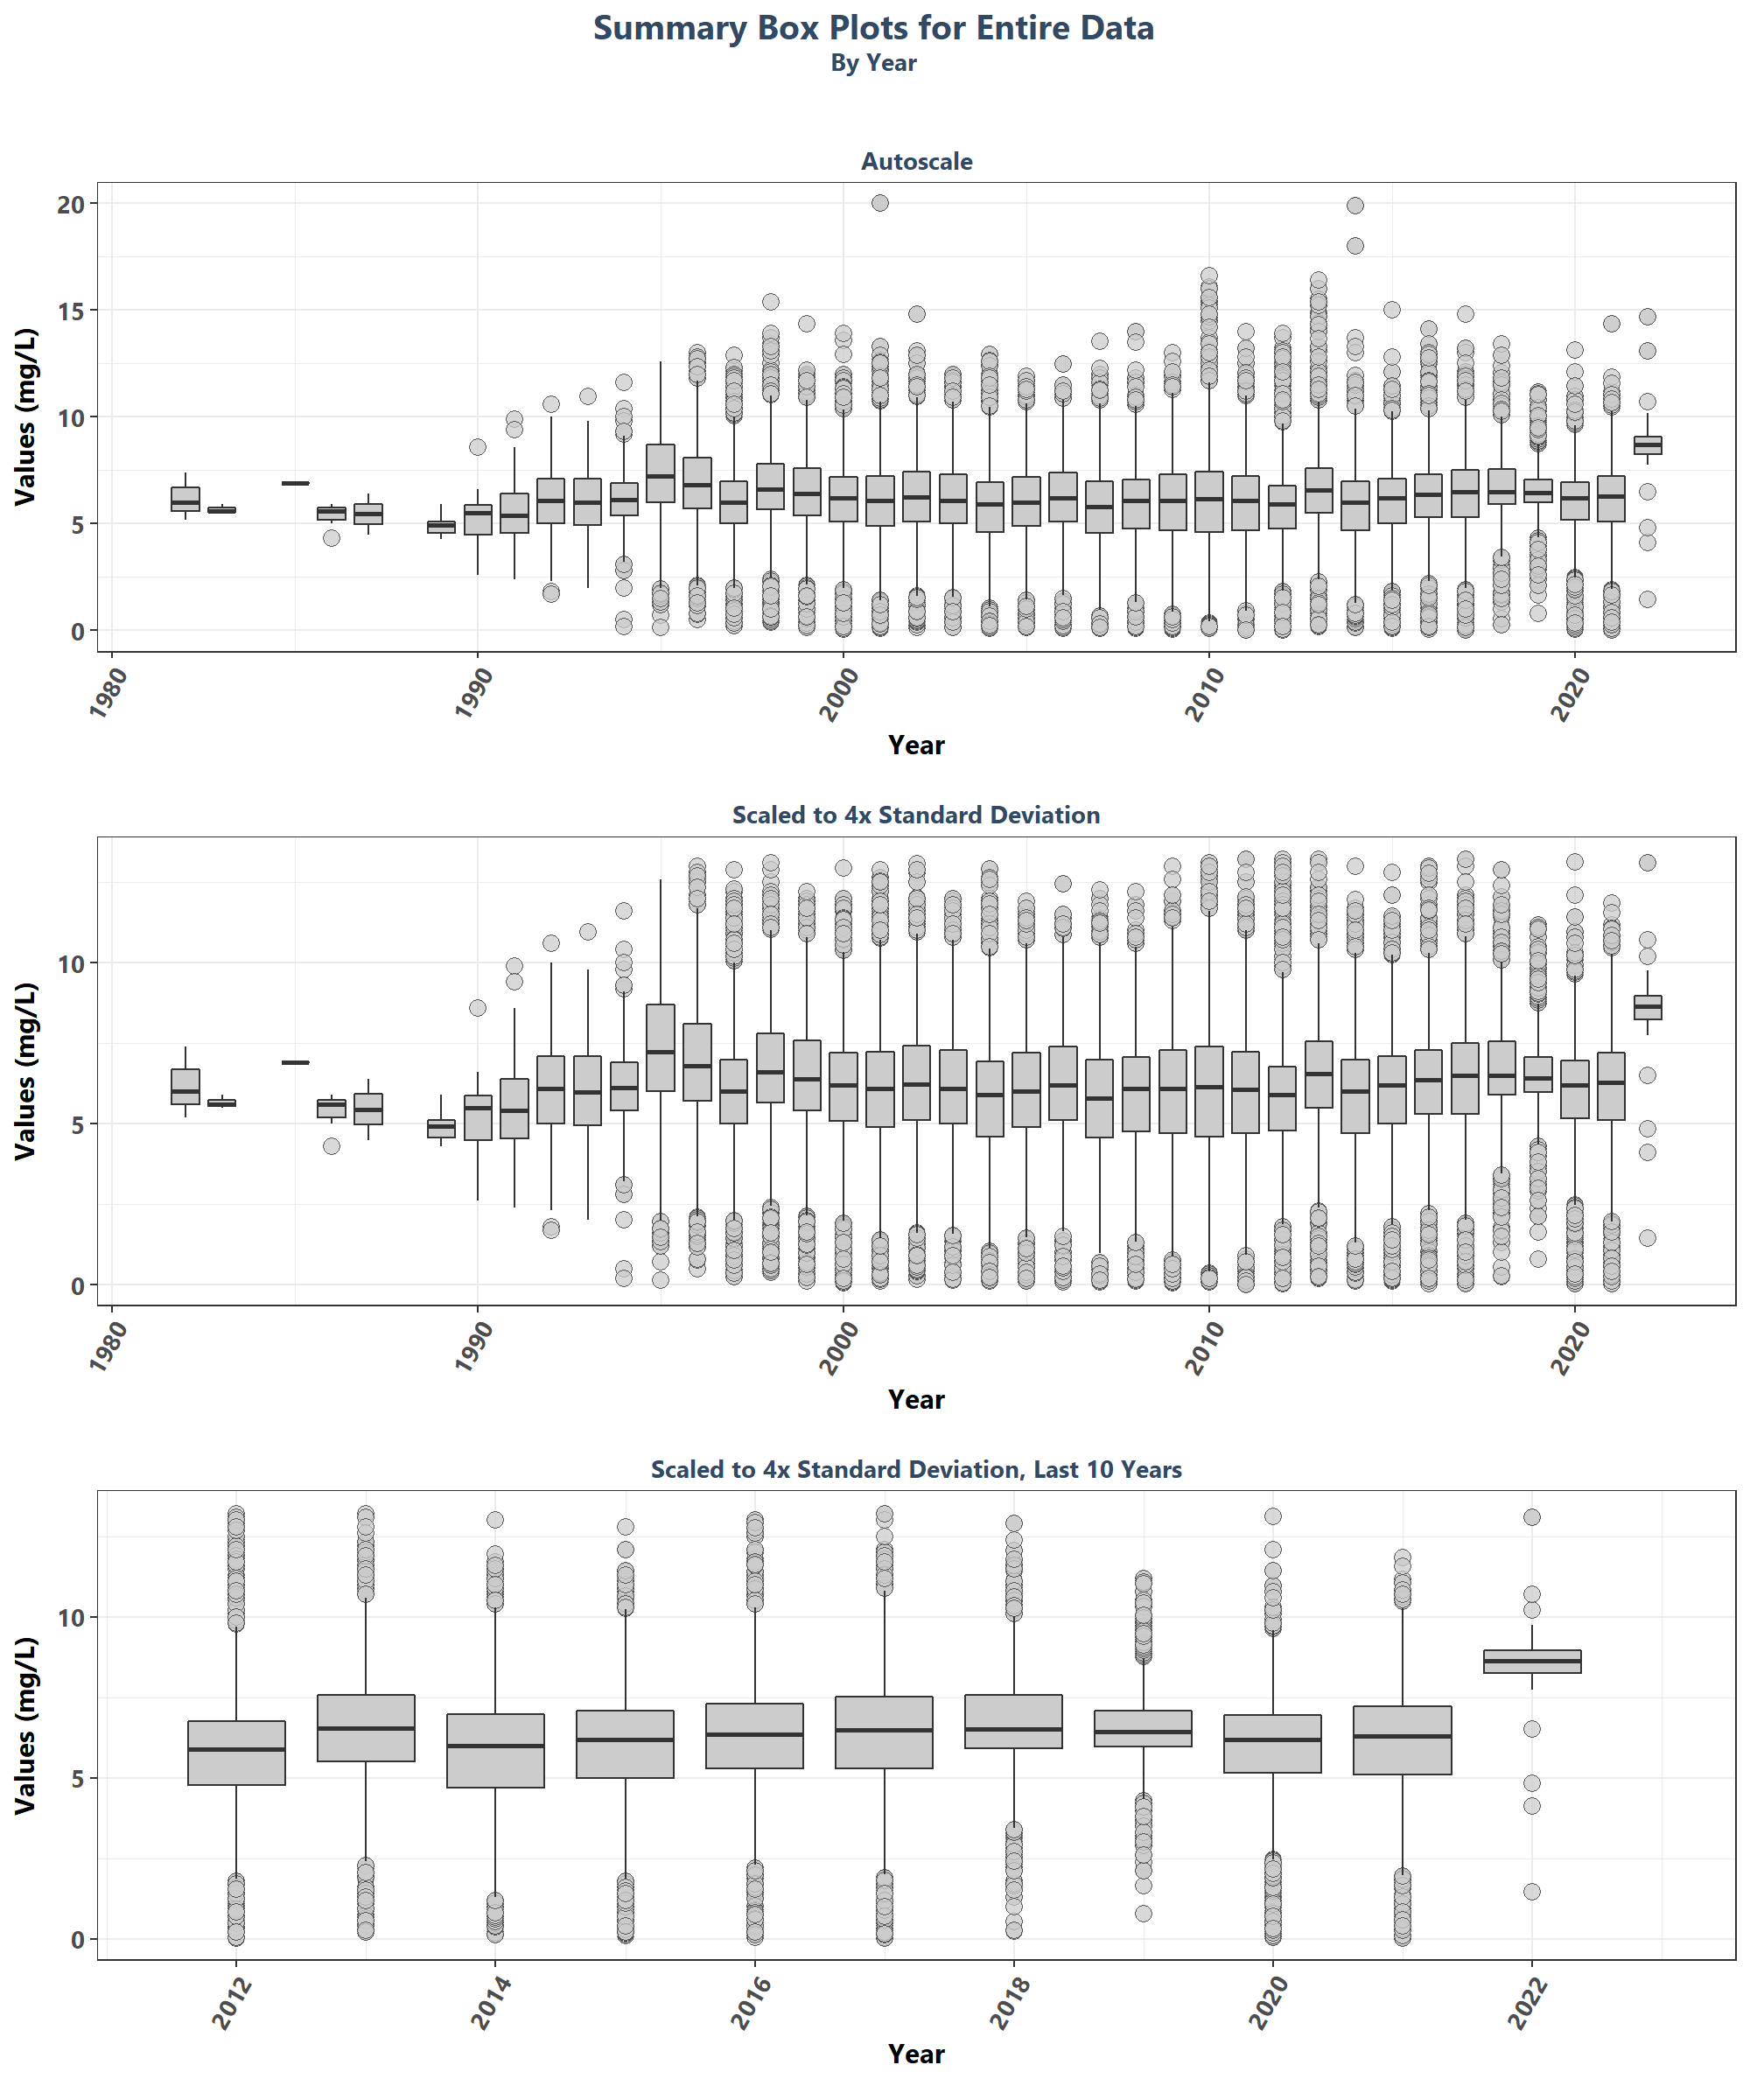 Summary Box Plots for Entire Data
By Year
Autoscale
Values (mg/L)
20
15
10
5
0
1980
1990
2000
2010
2020
Year
Scaled to 4x Standard Deviation
Values (mg/L)
10
5
0
1980
1990
2000
2010
2020
Year
Scaled to 4x Standard Deviation, Last 10 Years
Values (mg/L)
10
5
0
2012
2014
2016
2018
2020
2022
Year